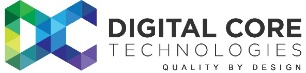 DIGITAL CORE
TECHNOLOGIES
QUALITY BY DESIGN